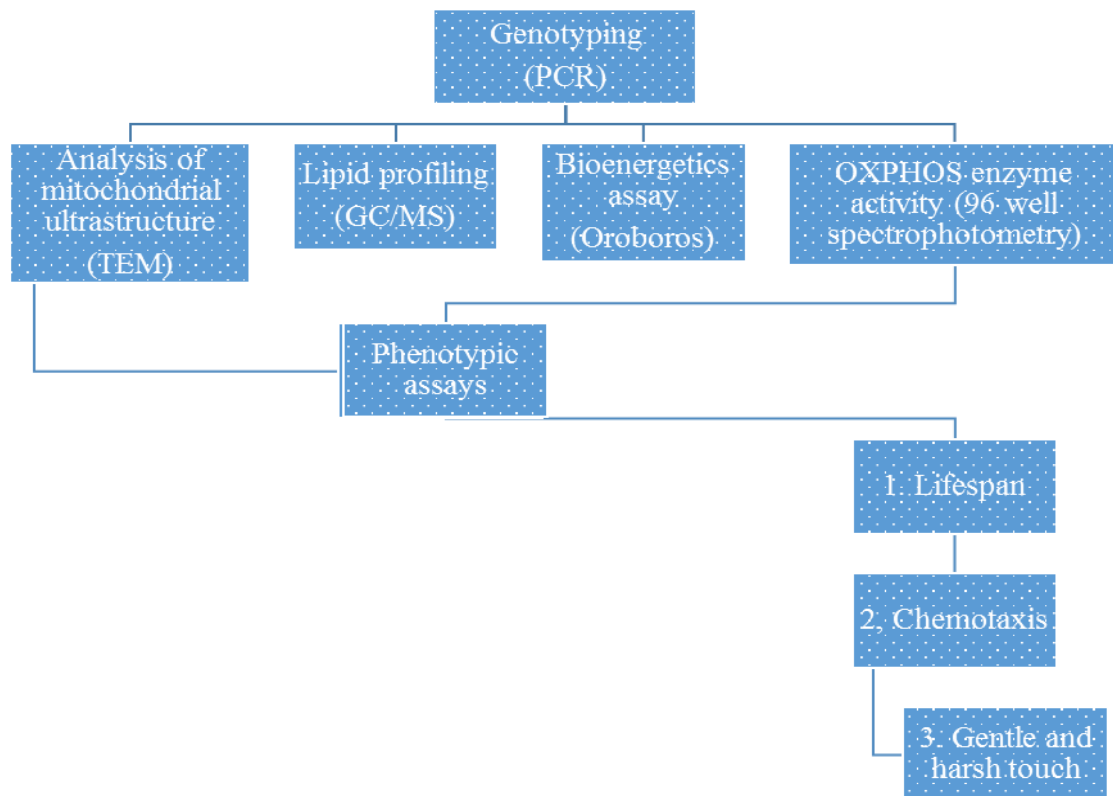 Genotyping
(PCR)
Analysis of
mitochondrial
ultrastructure
(TEM)
Lipid profiling
(GC/MS)
Bioenergetics
assay
(Oroboros)
OXPHOS enzyme
activity (96 well
spectrophotometry)
Phenotypic
assays
1. Lifespan
2, Chemotaxis
3. Gentle and
harsh touch